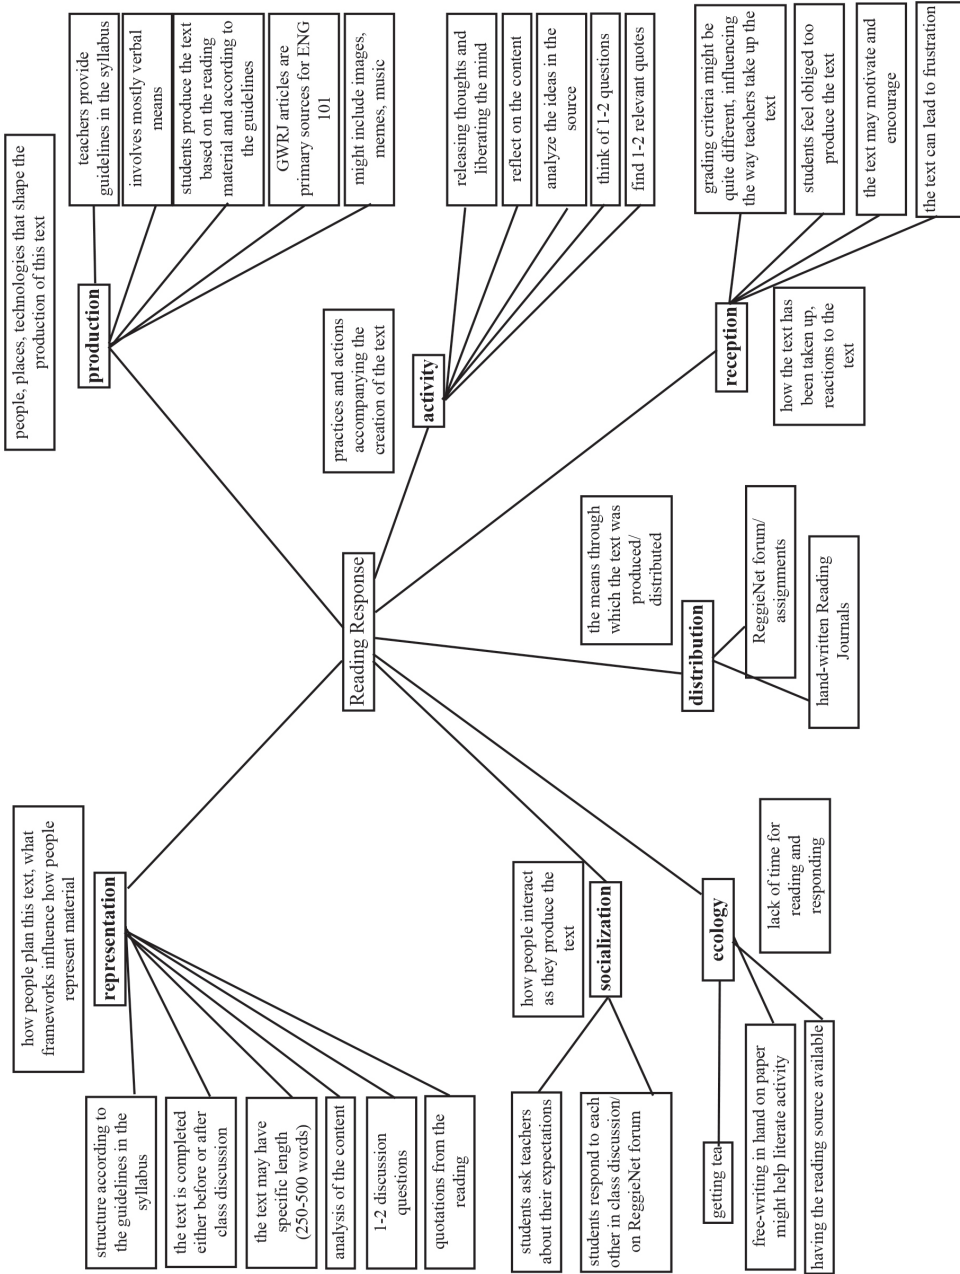 structure according to
the guidelines in the
syllabus
the text is completed
either before or after
class discussion
the text may have
specific length
(250-500 words)
analysis of the content
1-2 discussion
questions
quotations from the
reading
how people plan this text, what
frameworks influence how people
represent material
representation
students ask teachers
about their expectations
students respond to each
other in class discussion/
on ReggieNet forum
how people interact
as they produce the
text
socialization
getting tea
free-writing in hand on paper
might help literate activity
having the reading source available
ecology
lack of time for
reading and
responding
Reading Response
the means through
which the text was
produced/
distributed
distribution
ReggieNet forum/
assignments
hand-written Reading
Journals
people, places, technologies that shape the
production of this text
production
teachers provide
guidelines in the syllabus
involves mostly verbal
means
students produce the text
based on the reading
material and according to
the guidelines
GWRJ articles are
primary sources for ENG
101
might include images,
memes, music
practices and actions
accompanying the
creation of the text
activity
releasing thoughts and
liberating the mind
reflect on the content
analyze the ideas in the
source
think of 1-2 questions
find 1-2 relevant quotes
reception
how the text has
been taken up,
reactions to the
text
grading criteria might be
quite different, influencing
the way teachers take up the
text
students feel obliged too
produce the text
the text may motivate and
encourage
the text can lead to frustration